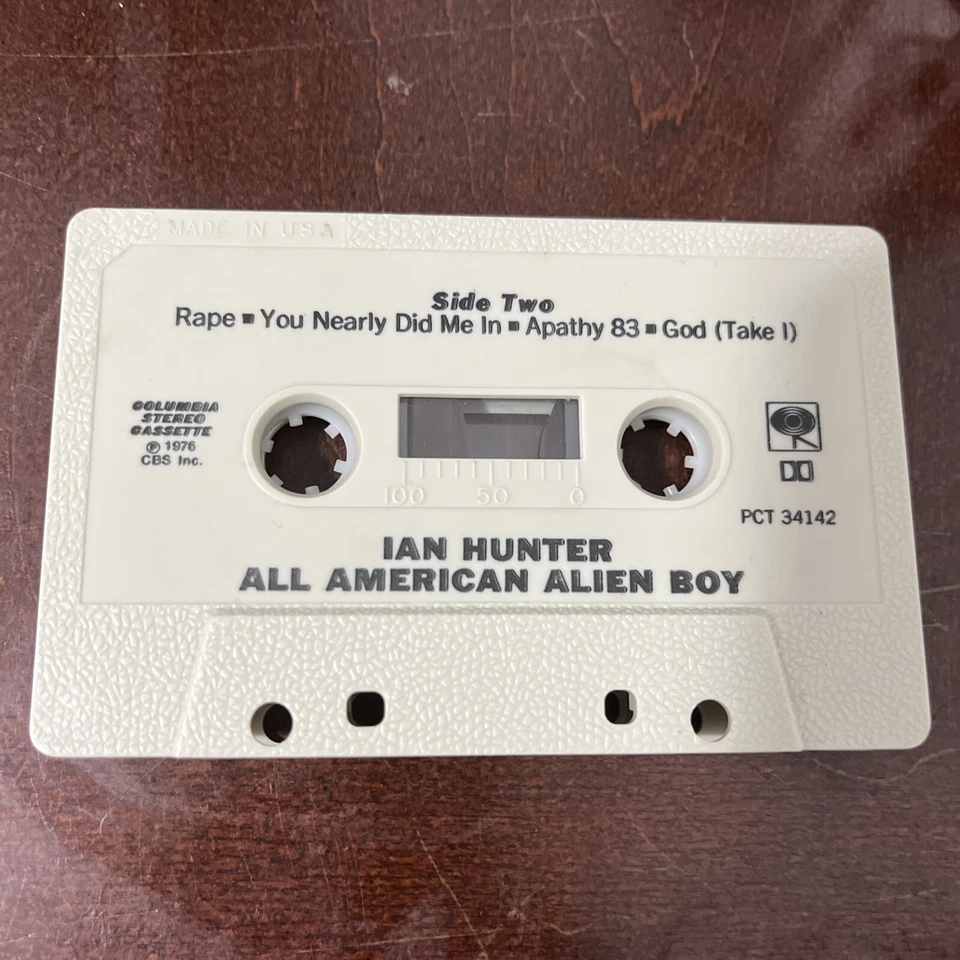 MADE IN USA
Side Two
Rape ▪ You Nearly Did Me In ▪ Apathy 83 ▪ God (Take I)
COLUMBIA
STEREO
CASSETTE
℗ 1976
CBS Inc.
100 50 0
PCT 34142
IAN HUNTER
ALL AMERICAN ALIEN BOY